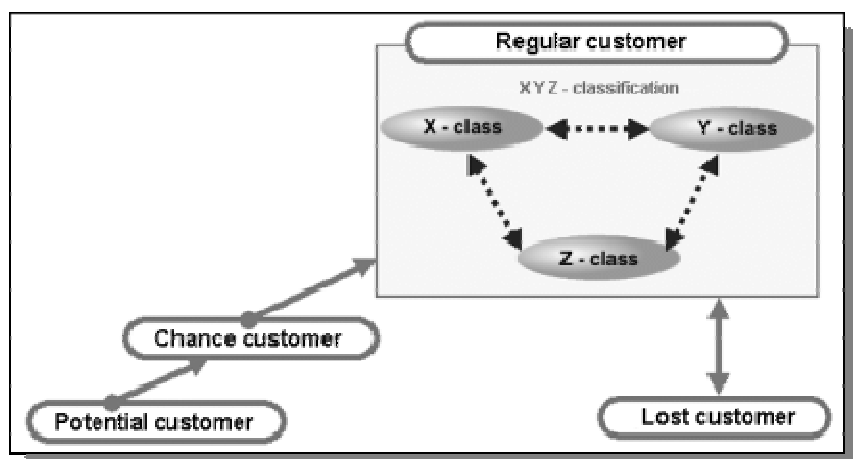 Regular customer
XYZ - classification
X - class
Y - class
Z - class
Chance customer
Potential customer
Lost customer